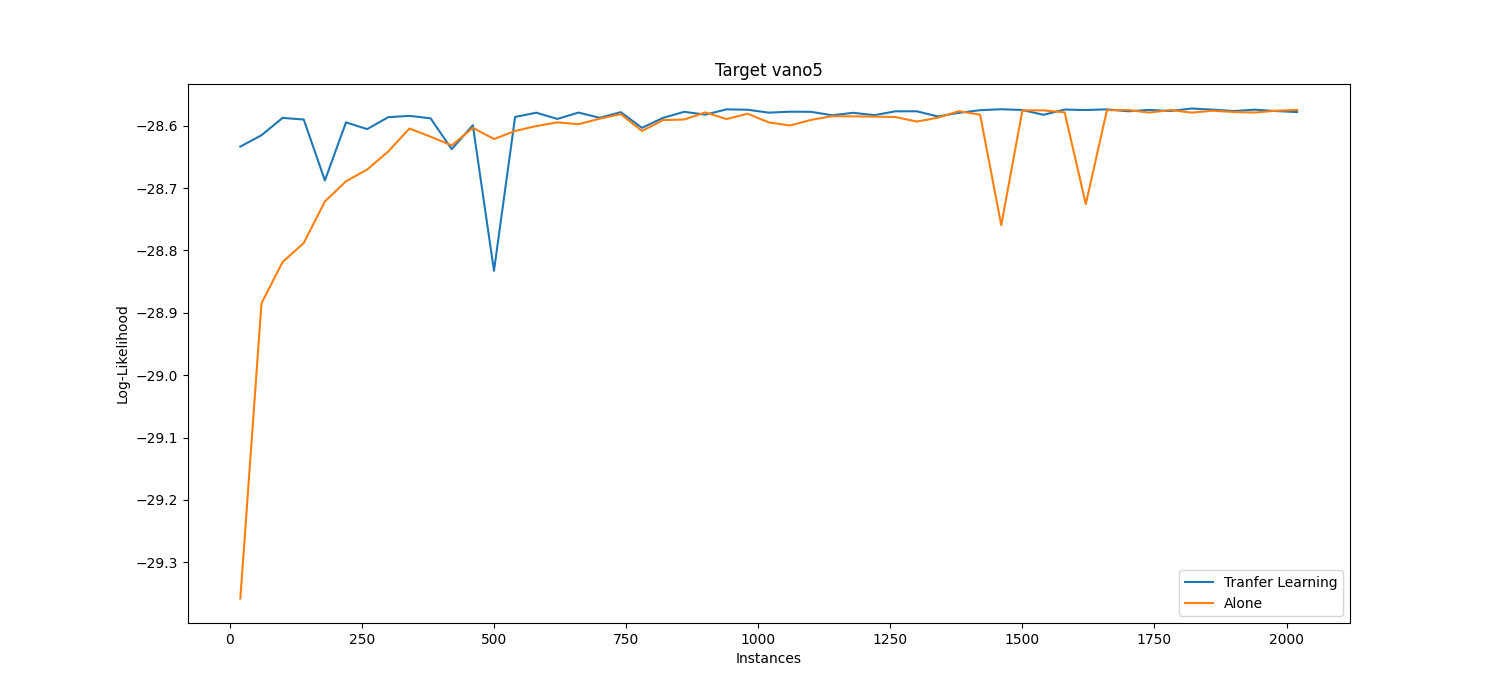 Target vano5
Log-Likelihood
−28.6
−28.7
−28.8
−28.9
−29.0
−29.1
−29.2
−29.3
0 250 500 750 1000 1250 1500 1750 2000
Instances
Tranfer Learning
Alone